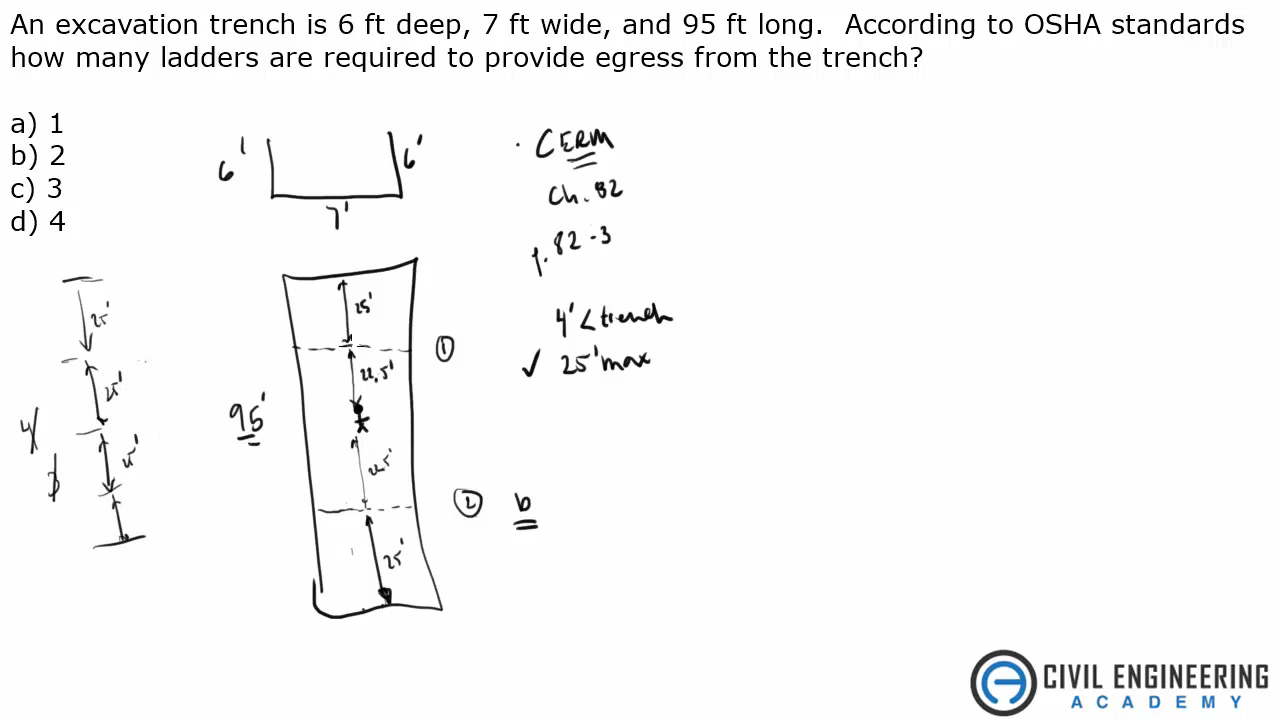 An excavation trench is 6 ft deep, 7 ft wide, and 95 ft long.  According to OSHA standards
how many ladders are required to provide egress from the trench?
a) 1
b) 2
c) 3
d) 4
6'
6'
7'
CERM
Ch. 82
p. 82-3
4' < trench
✓ 25' max
25'
22.5'
22.5'
25'
95'
①
②
b
25'
25'
25'
CIVIL ENGINEERING
ACADEMY